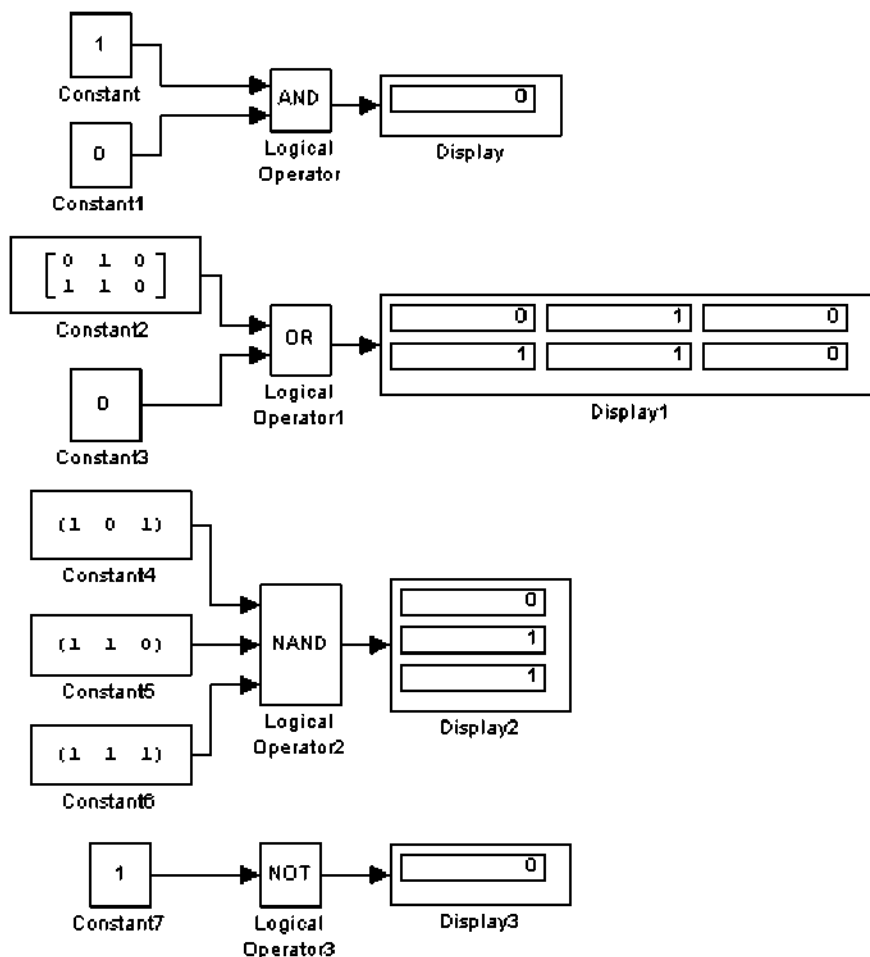 1
Constant
0
Constant1
AND
Logical
Operator
0
Display
0 1 0
1 1 0
Constant2
0
Constant3
OR
Logical
Operator1
0 1 0
1 1 0
Display1
(1 0 1)
Constant4
(1 1 0)
Constant5
(1 1 1)
Constant6
NAND
Logical
Operator2
0
1
1
Display2
1
Constant7
NOT
Logical
Operator3
0
Display3